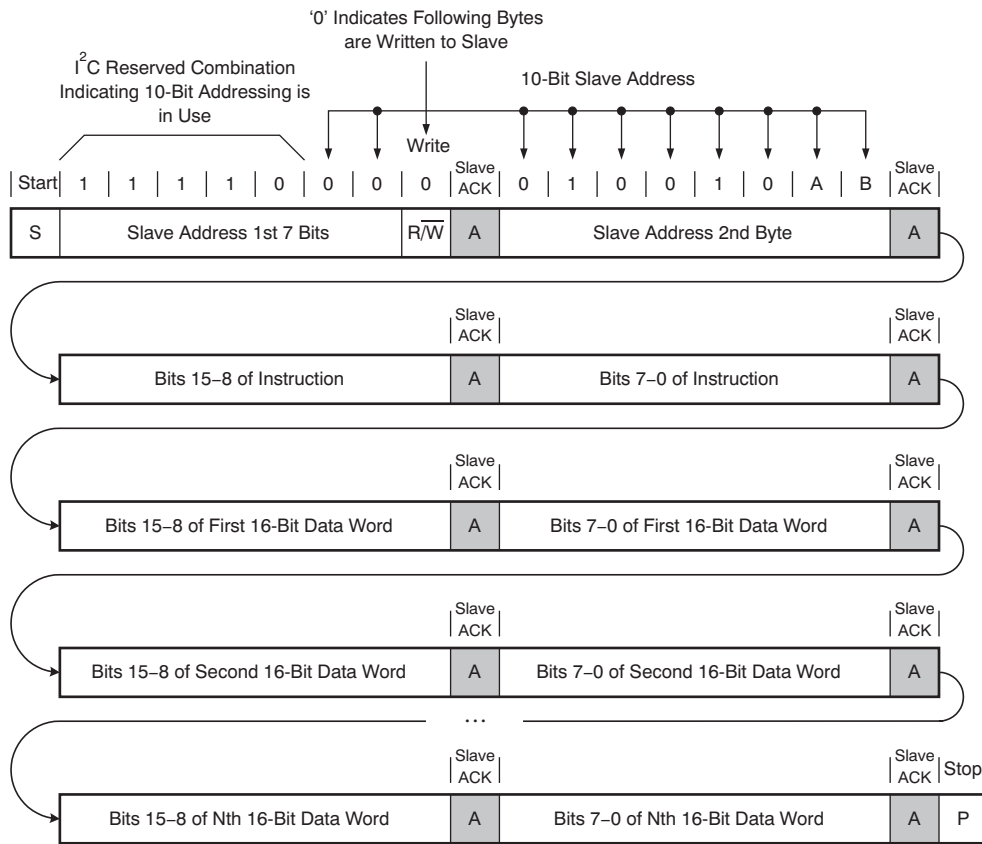 ‘0’ Indicates Following Bytes
are Written to Slave
I2C Reserved Combination
Indicating 10-Bit Addressing is
in Use
10-Bit Slave Address
Write
Start 1 1 1 1 0 0 0 0 Slave ACK 0 1 0 0 1 0 A B Slave ACK
S Slave Address 1st 7 Bits R/W A Slave Address 2nd Byte A
Slave ACK Slave ACK
Bits 15–8 of Instruction A Bits 7–0 of Instruction A
Slave ACK Slave ACK
Bits 15–8 of First 16-Bit Data Word A Bits 7–0 of First 16-Bit Data Word A
Slave ACK Slave ACK
Bits 15–8 of Second 16-Bit Data Word A Bits 7–0 of Second 16-Bit Data Word A
...
Slave ACK Slave ACK Stop
Bits 15–8 of Nth 16-Bit Data Word A Bits 7–0 of Nth 16-Bit Data Word A P